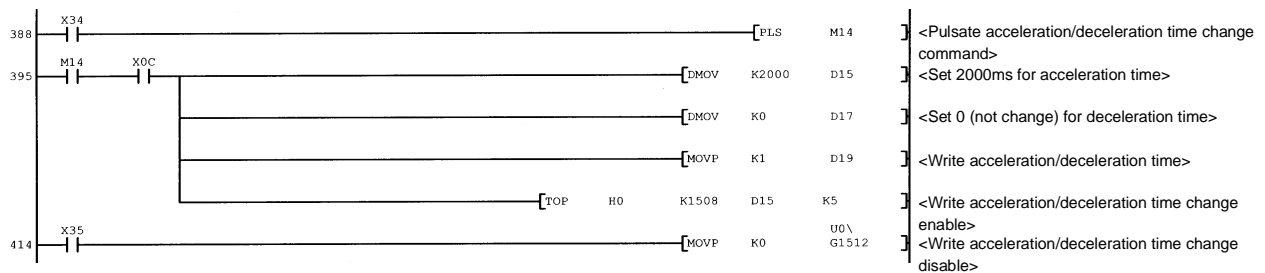 X34
388 [PLS M14 ] <Pulsate acceleration/deceleration time change
command>
M14 X0C
395 [DMOV K2000 D15 ] <Set 2000ms for acceleration time>
[DMOV K0 D17 ] <Set 0 (not change) for deceleration time>
[MOVP K1 D19 ] <Write acceleration/deceleration time>
[TOP H0 K1508 D15 K5 ] <Write acceleration/deceleration time change
enable>
X35 U0\
414 [MOVP K0 G1512 ] <Write acceleration/deceleration time change
disable>